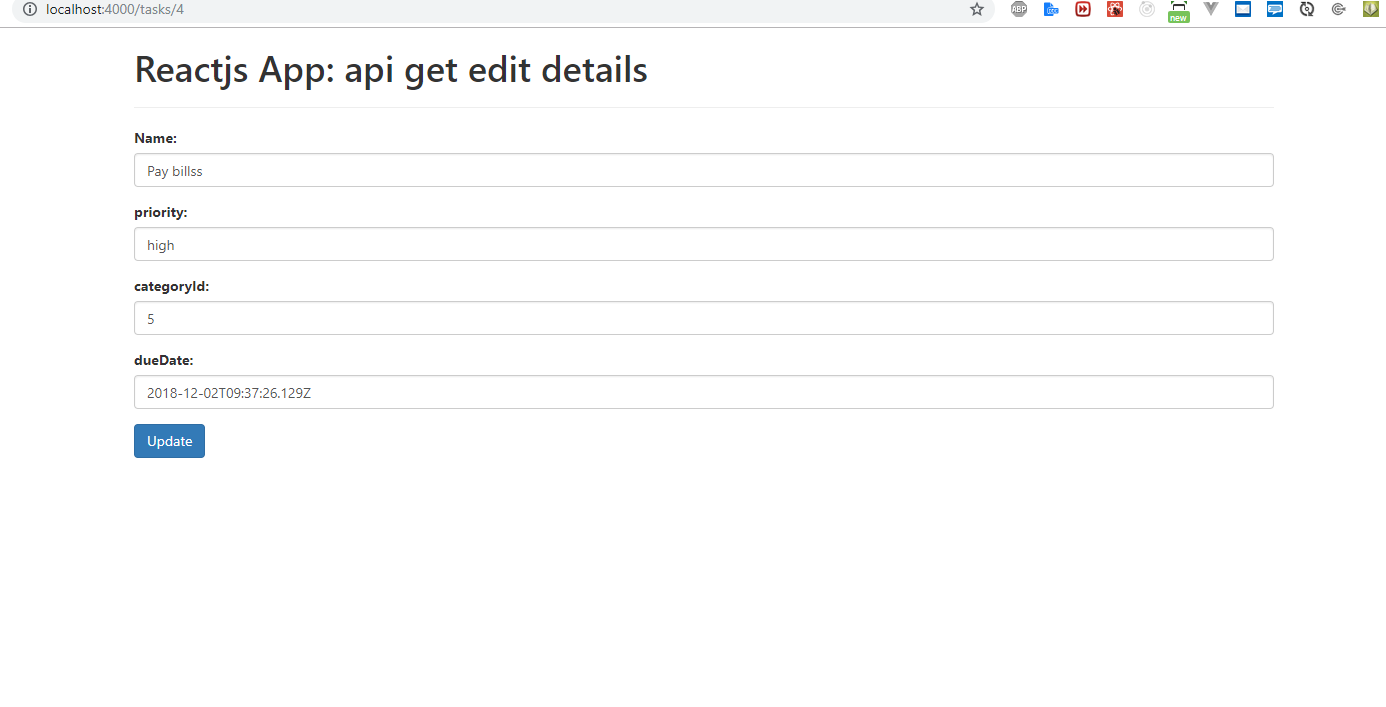 localhost:4000/tasks/4
ABP
new
Reactjs App: api get edit details
Name:
Pay billss
priority:
high
categoryId:
5
dueDate:
2018-12-02T09:37:26.129Z
Update